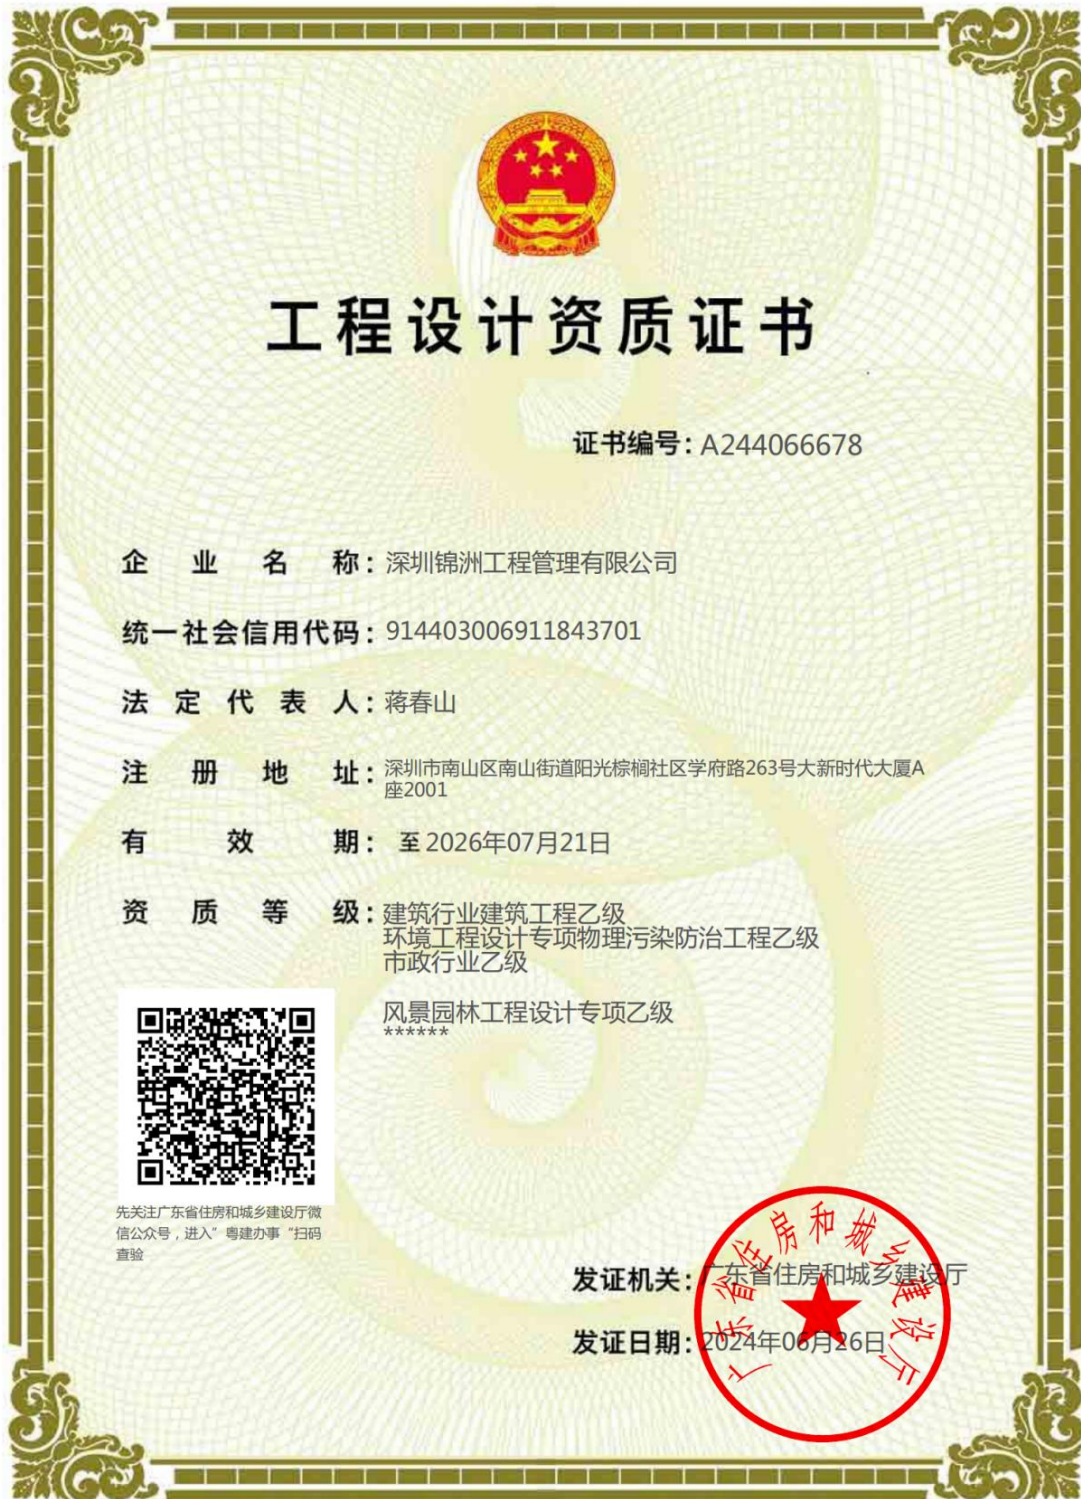 工程设计资质证书
证书编号：A244066678
企业名称：深圳锦洲工程管理有限公司
统一社会信用代码：914403006911843701
法定代表人：蒋春山
注册地址：深圳市南山区南山街道阳光棕榈社区学府路263号大新时代大厦A
座2001
有效期：至2026年07月21日
资质等级：建筑行业建筑工程乙级
环境工程设计专项物理污染防治工程乙级
市政行业乙级
风景园林工程设计专项乙级
******
先关注广东省住房和城乡建设厅微
信公众号，进入”粤建办事“扫码
查验
发证机关：广东省住房和城乡建设厅
发证日期：2024年06月26日
广东省住房和城乡建设厅